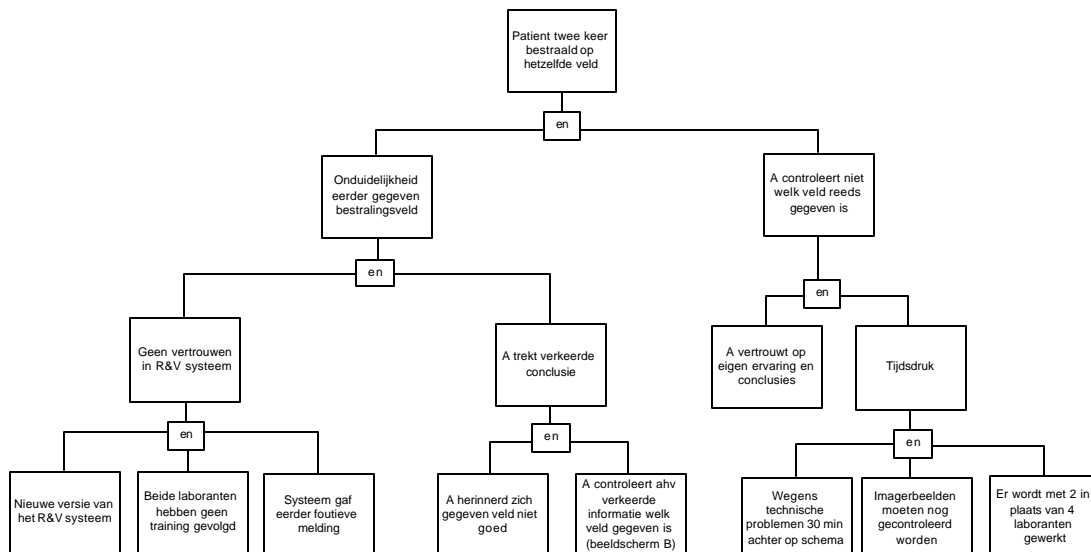 Patient twee keer
bestraald op
hetzelfde veld
en
Onduidelijkheid
eerder gegeven
bestralingsveld
A controleert niet
welk veld reeds
gegeven is
en
en
Geen vertrouwen
in R&V systeem
A trekt verkeerde
conclusie
A vertrouwt op
eigen ervaring en
conclusies
Tijdsdruk
en
en
en
Nieuwe versie van
het R&V systeem
Beide laboranten
hebben geen
training gevolgd
Systeem gaf
eerder foutieve
melding
A herinnerd zich
gegeven veld niet
goed
A controleert ahv
verkeerde
informatie welk
veld gegeven is
(beeldscherm B)
Wegens
technische
problemen 30 min
achter op schema
Imagerbeelden
moeten nog
gecontroleerd
worden
Er wordt met 2 in
plaats van 4
laboranten
gewerkt